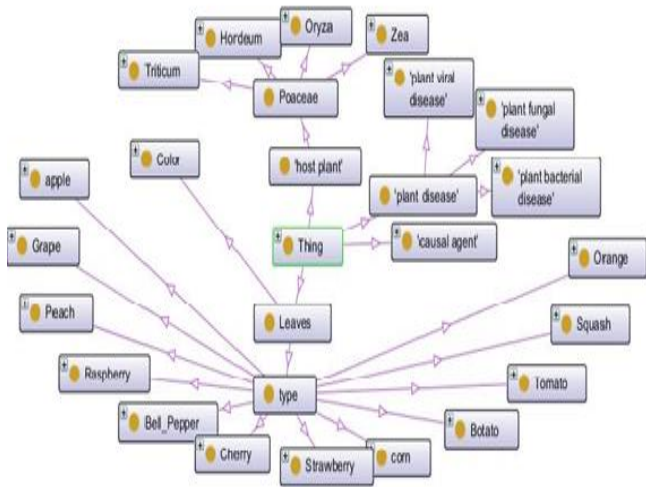 Oryza
Hordeum
Zea
Triticum
Poaceae
'plant viral
disease'
'plant fungal
disease'
Color
'host plant'
apple
'plant disease'
'plant bacterial
disease'
Grape
Thing
'causal agent'
Orange
Peach
Leaves
Squash
Raspberry
type
Tomato
Bell_Pepper
Botato
Cherry
Strawberry
corn